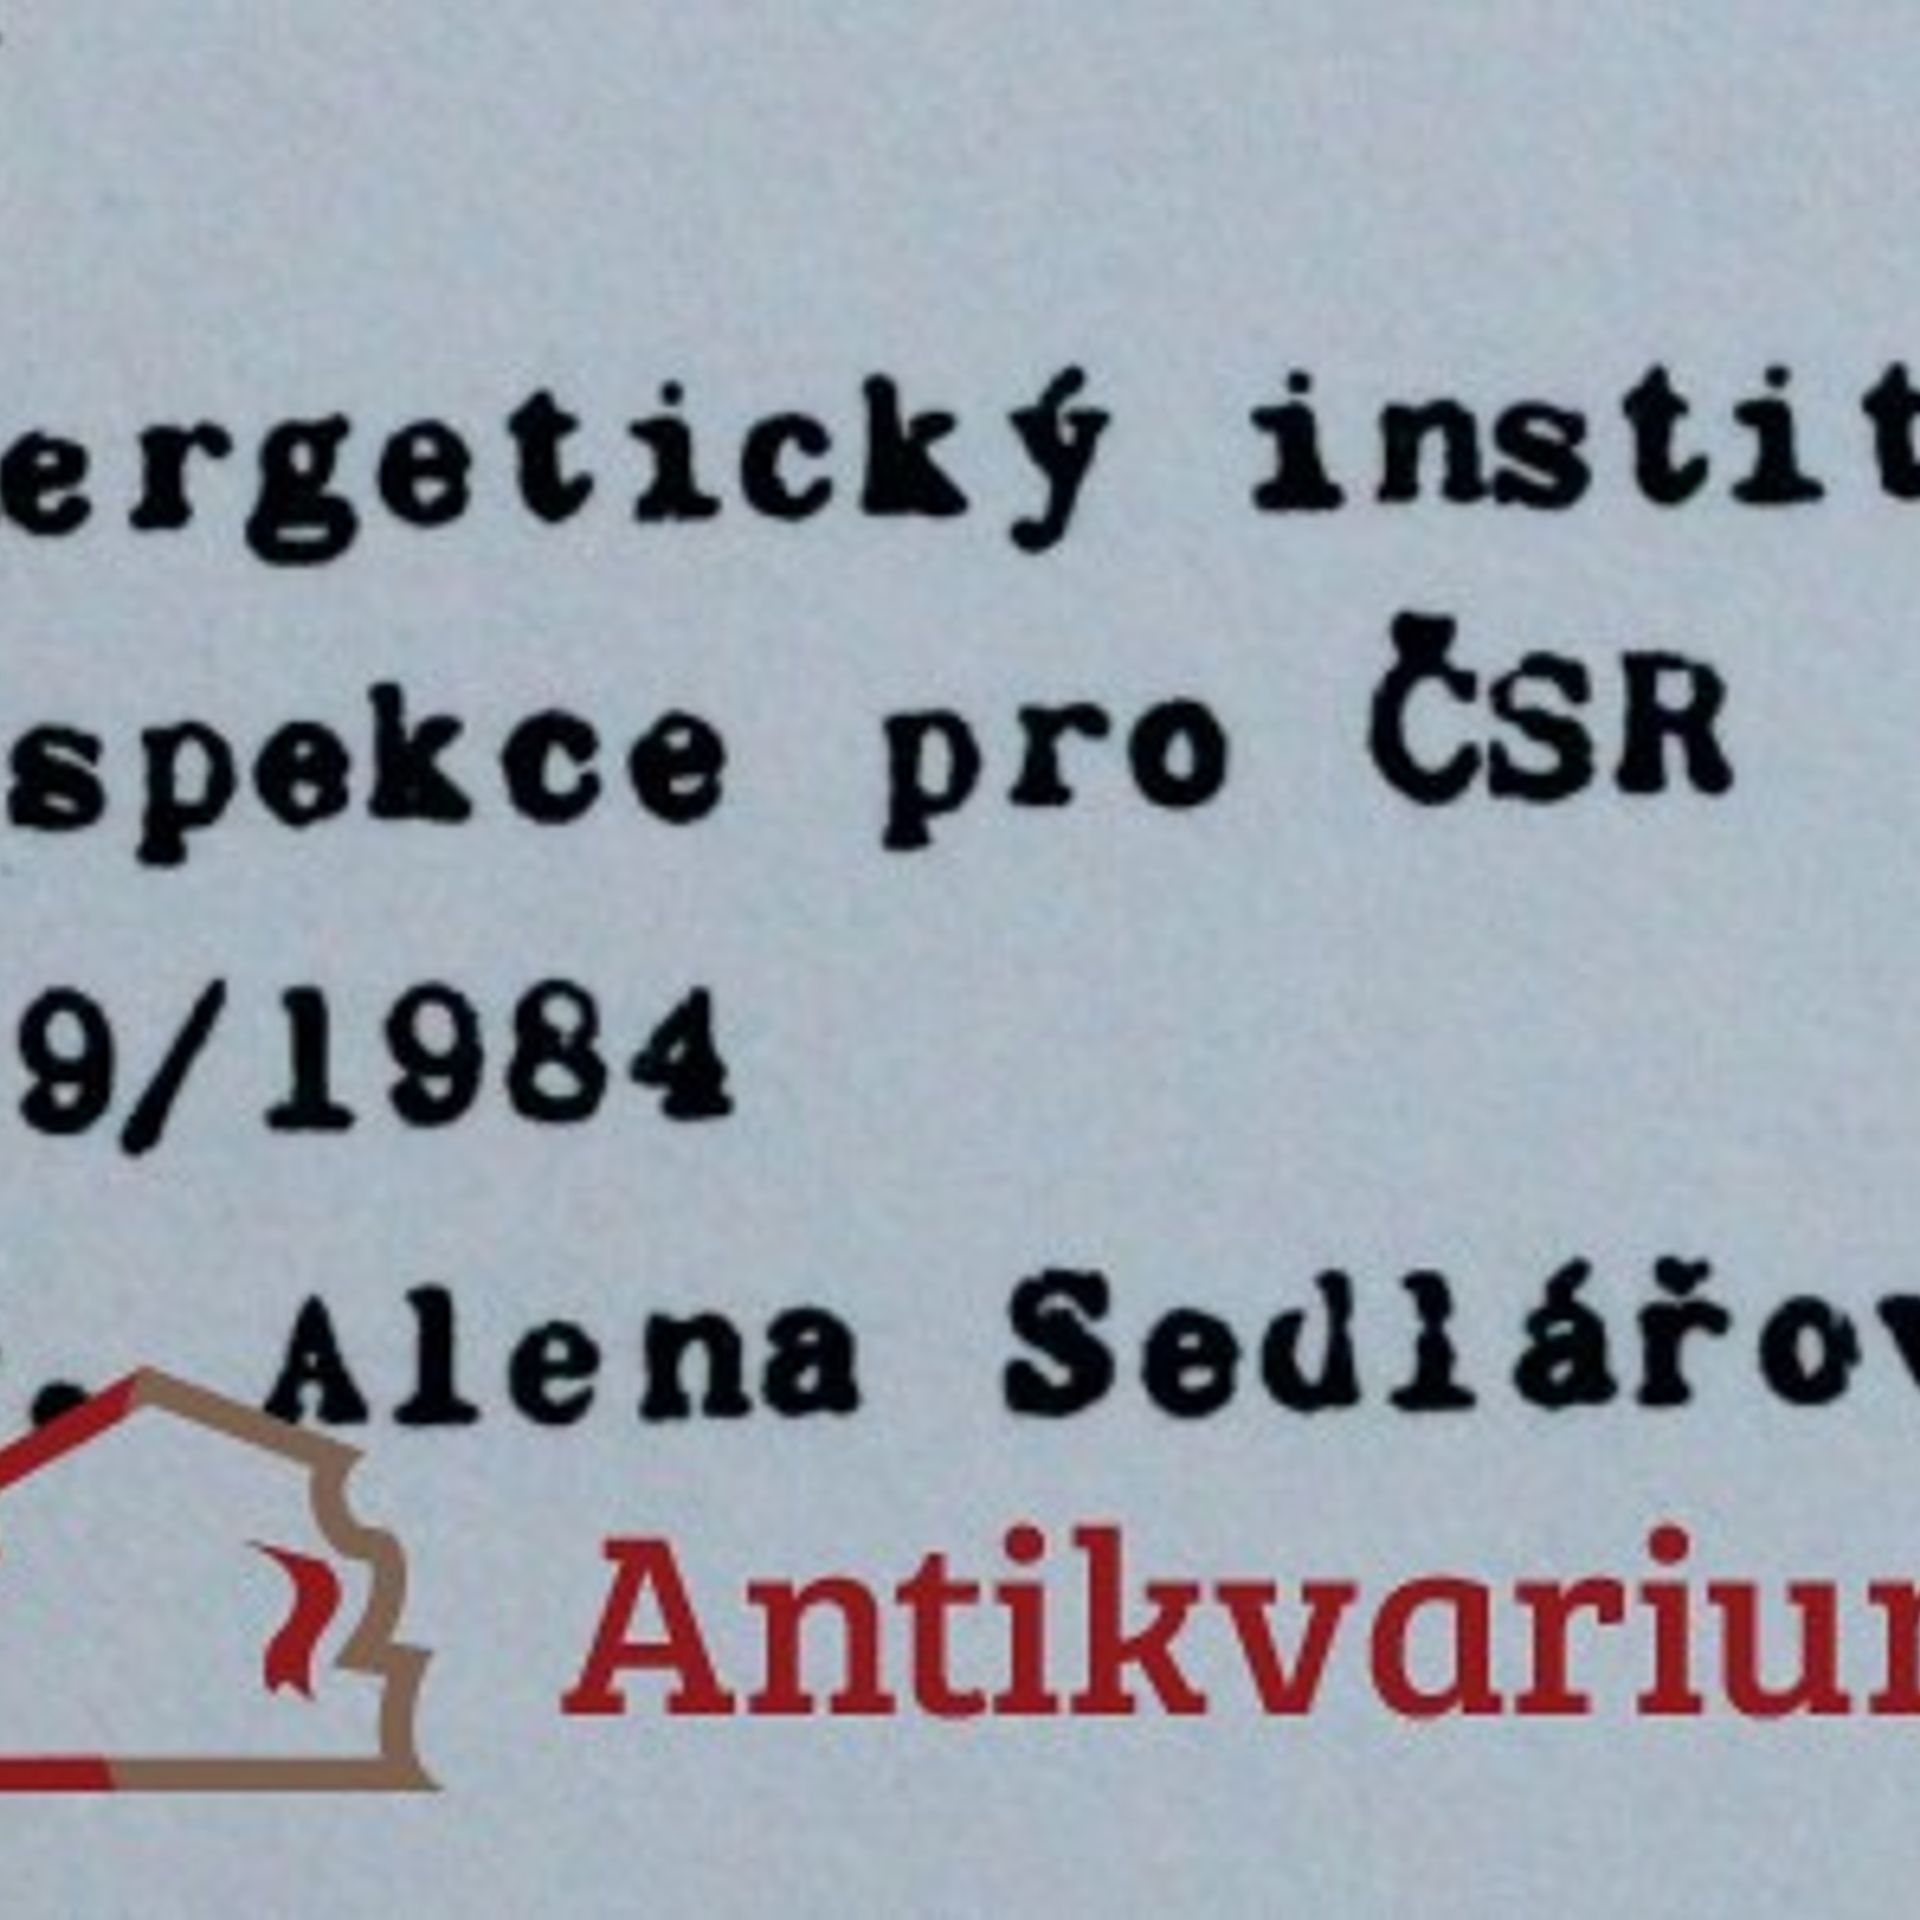 ergetický instit
spekce pro ČSR
9/1984
. Alena Sedlářov
Antikvariu